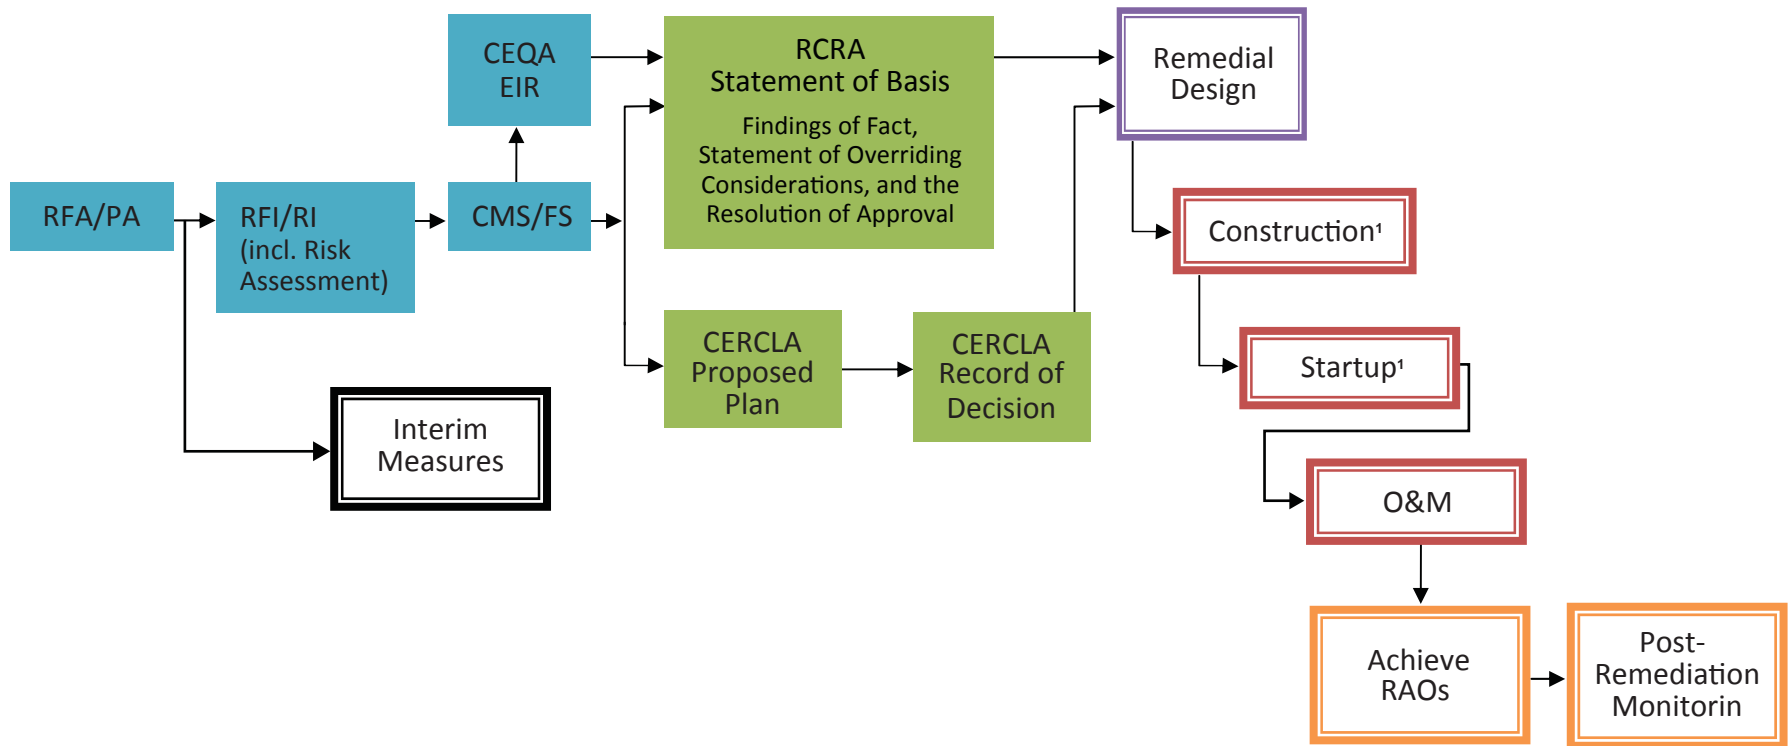 CEQA
EIR
RCRA
Statement of Basis
Findings of Fact,
Statement of Overriding
Considerations, and the
Resolution of Approval
Remedial
Design
RFA/PA
RFI/RI
(incl. Risk
Assessment)
CMS/FS
Construction¹
CERCLA
Proposed
Plan
CERCLA
Record of
Decision
Startup¹
Interim
Measures
O&M
Achieve
RAOs
Post-
Remediation
Monitorin